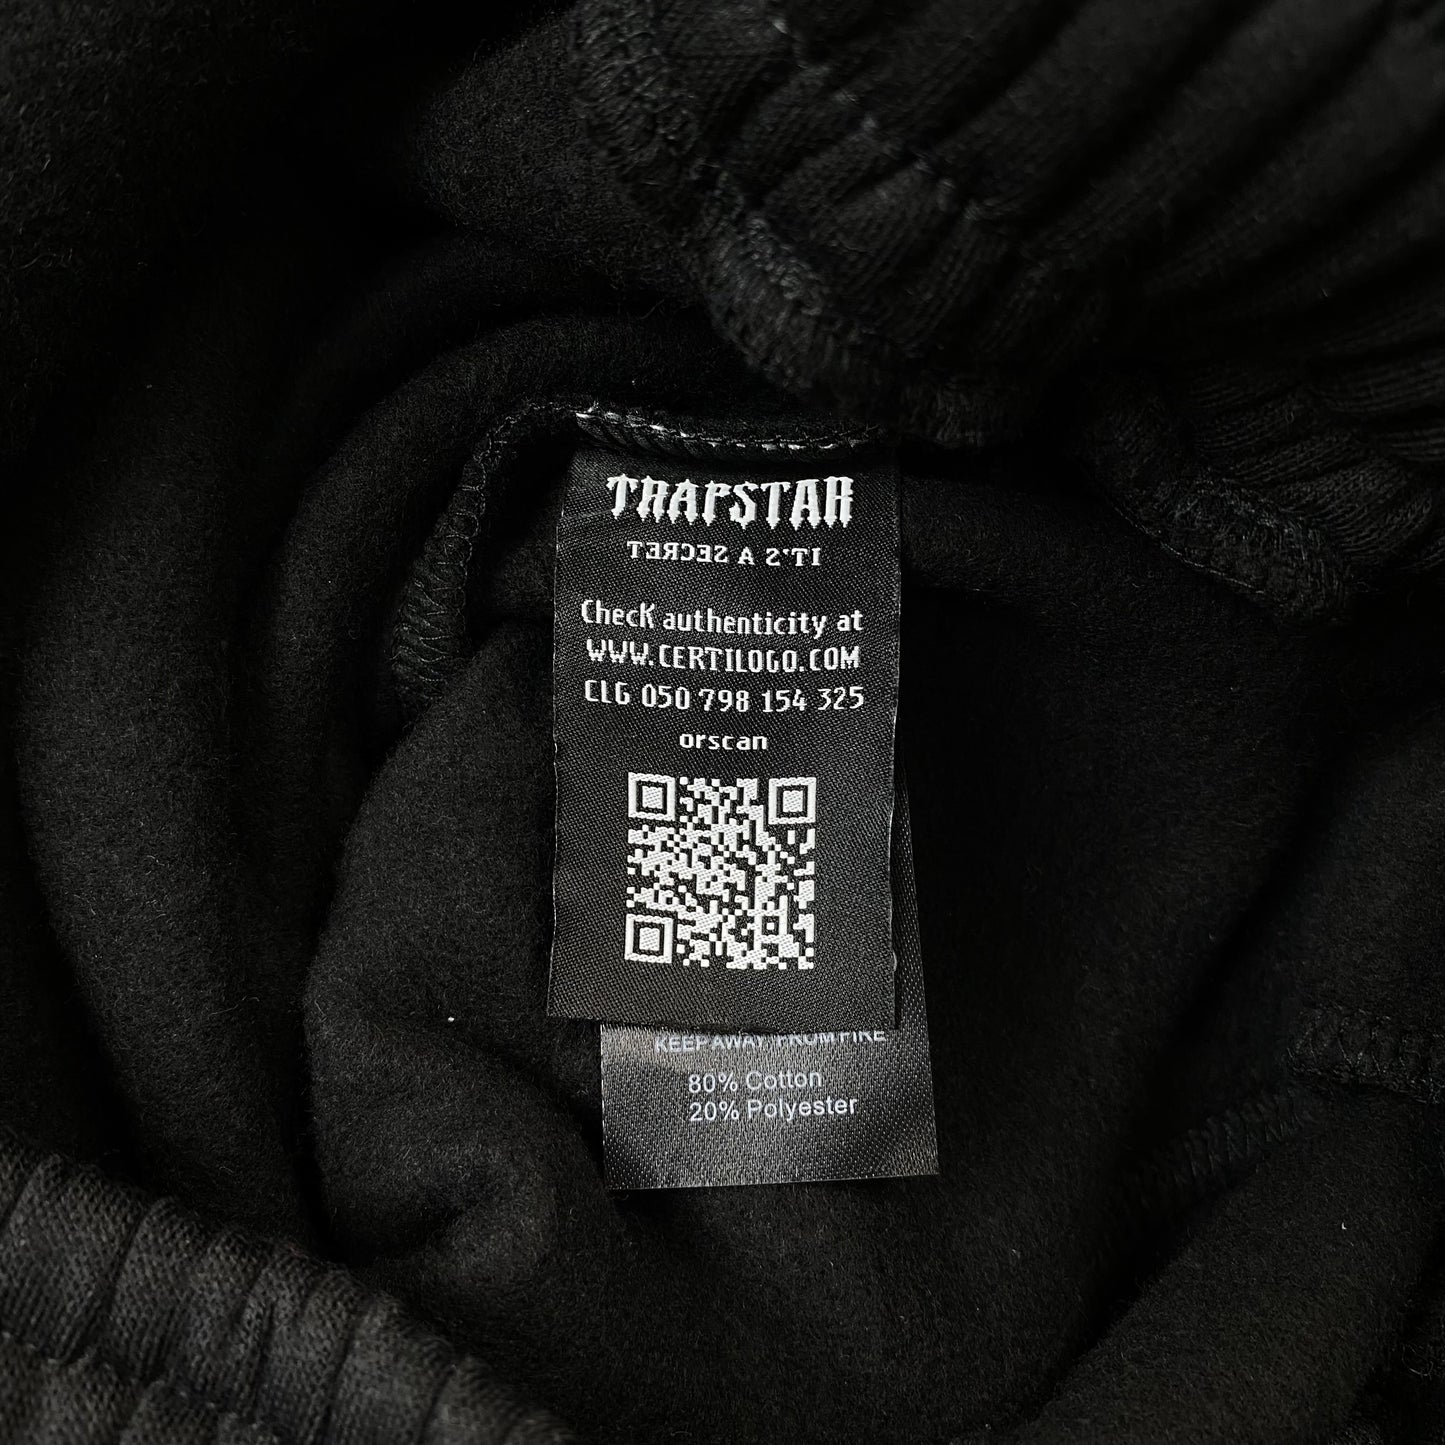 TRAPSTAR
IT'S A SECRET
ChecK authenticity at
WWW.CERTILOGO.COM
CLG 050 798 154 325
orscan
KEEP AWAY FROM FIRE
80% Cotton
20% Polyester